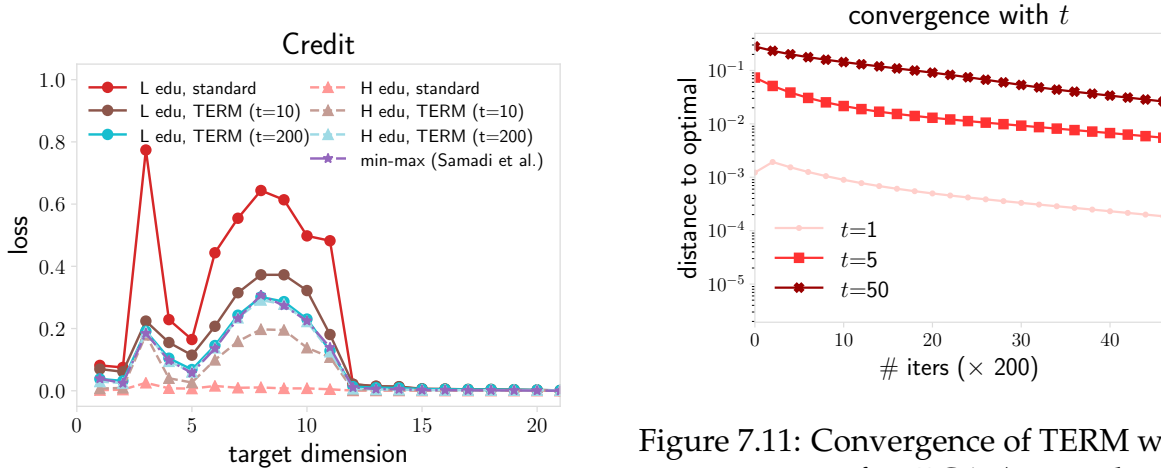 Credit
loss
1.0
0.8
0.6
0.4
0.2
0.0
L edu, standard
L edu, TERM (t=10)
L edu, TERM (t=200)
H edu, standard
H edu, TERM (t=10)
H edu, TERM (t=200)
min-max (Samadi et al.)
0 5 10 15 20
target dimension
convergence with t
distance to optimal
10⁻¹
10⁻²
10⁻³
10⁻⁴
10⁻⁵
t=1
t=5
t=50
0 10 20 30 40
# iters (× 200)
Figure 7.11: Convergence of TERM w